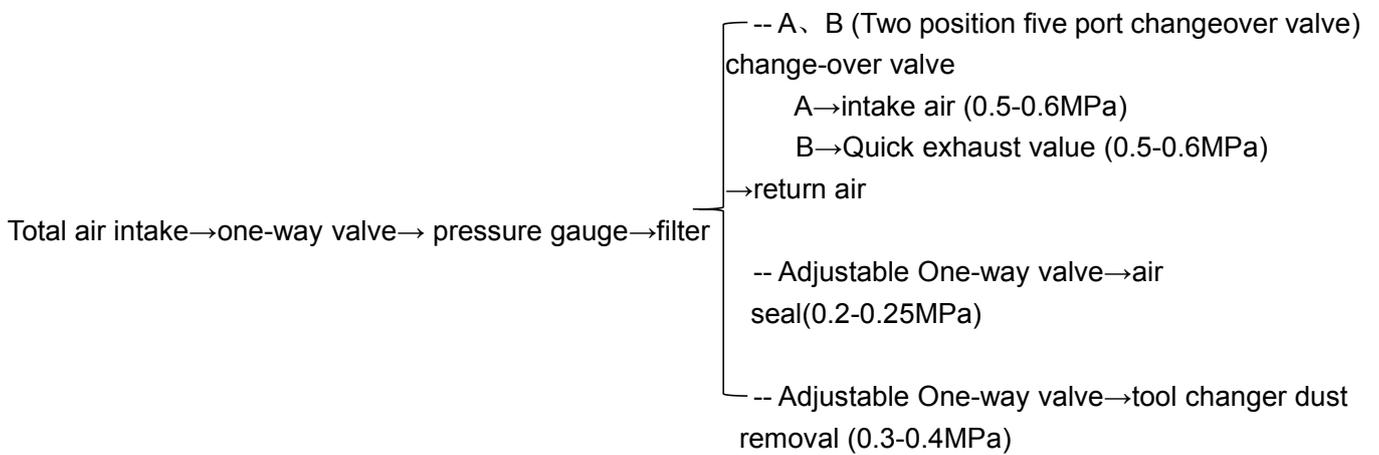 -- A、B (Two position five port changeover valve)
change-over valve
A→intake air (0.5-0.6MPa)
B→Quick exhaust value (0.5-0.6MPa)
→return air
Total air intake→one-way valve→ pressure gauge→filter
-- Adjustable One-way valve→air
seal(0.2-0.25MPa)
-- Adjustable One-way valve→tool changer dust
removal (0.3-0.4MPa)